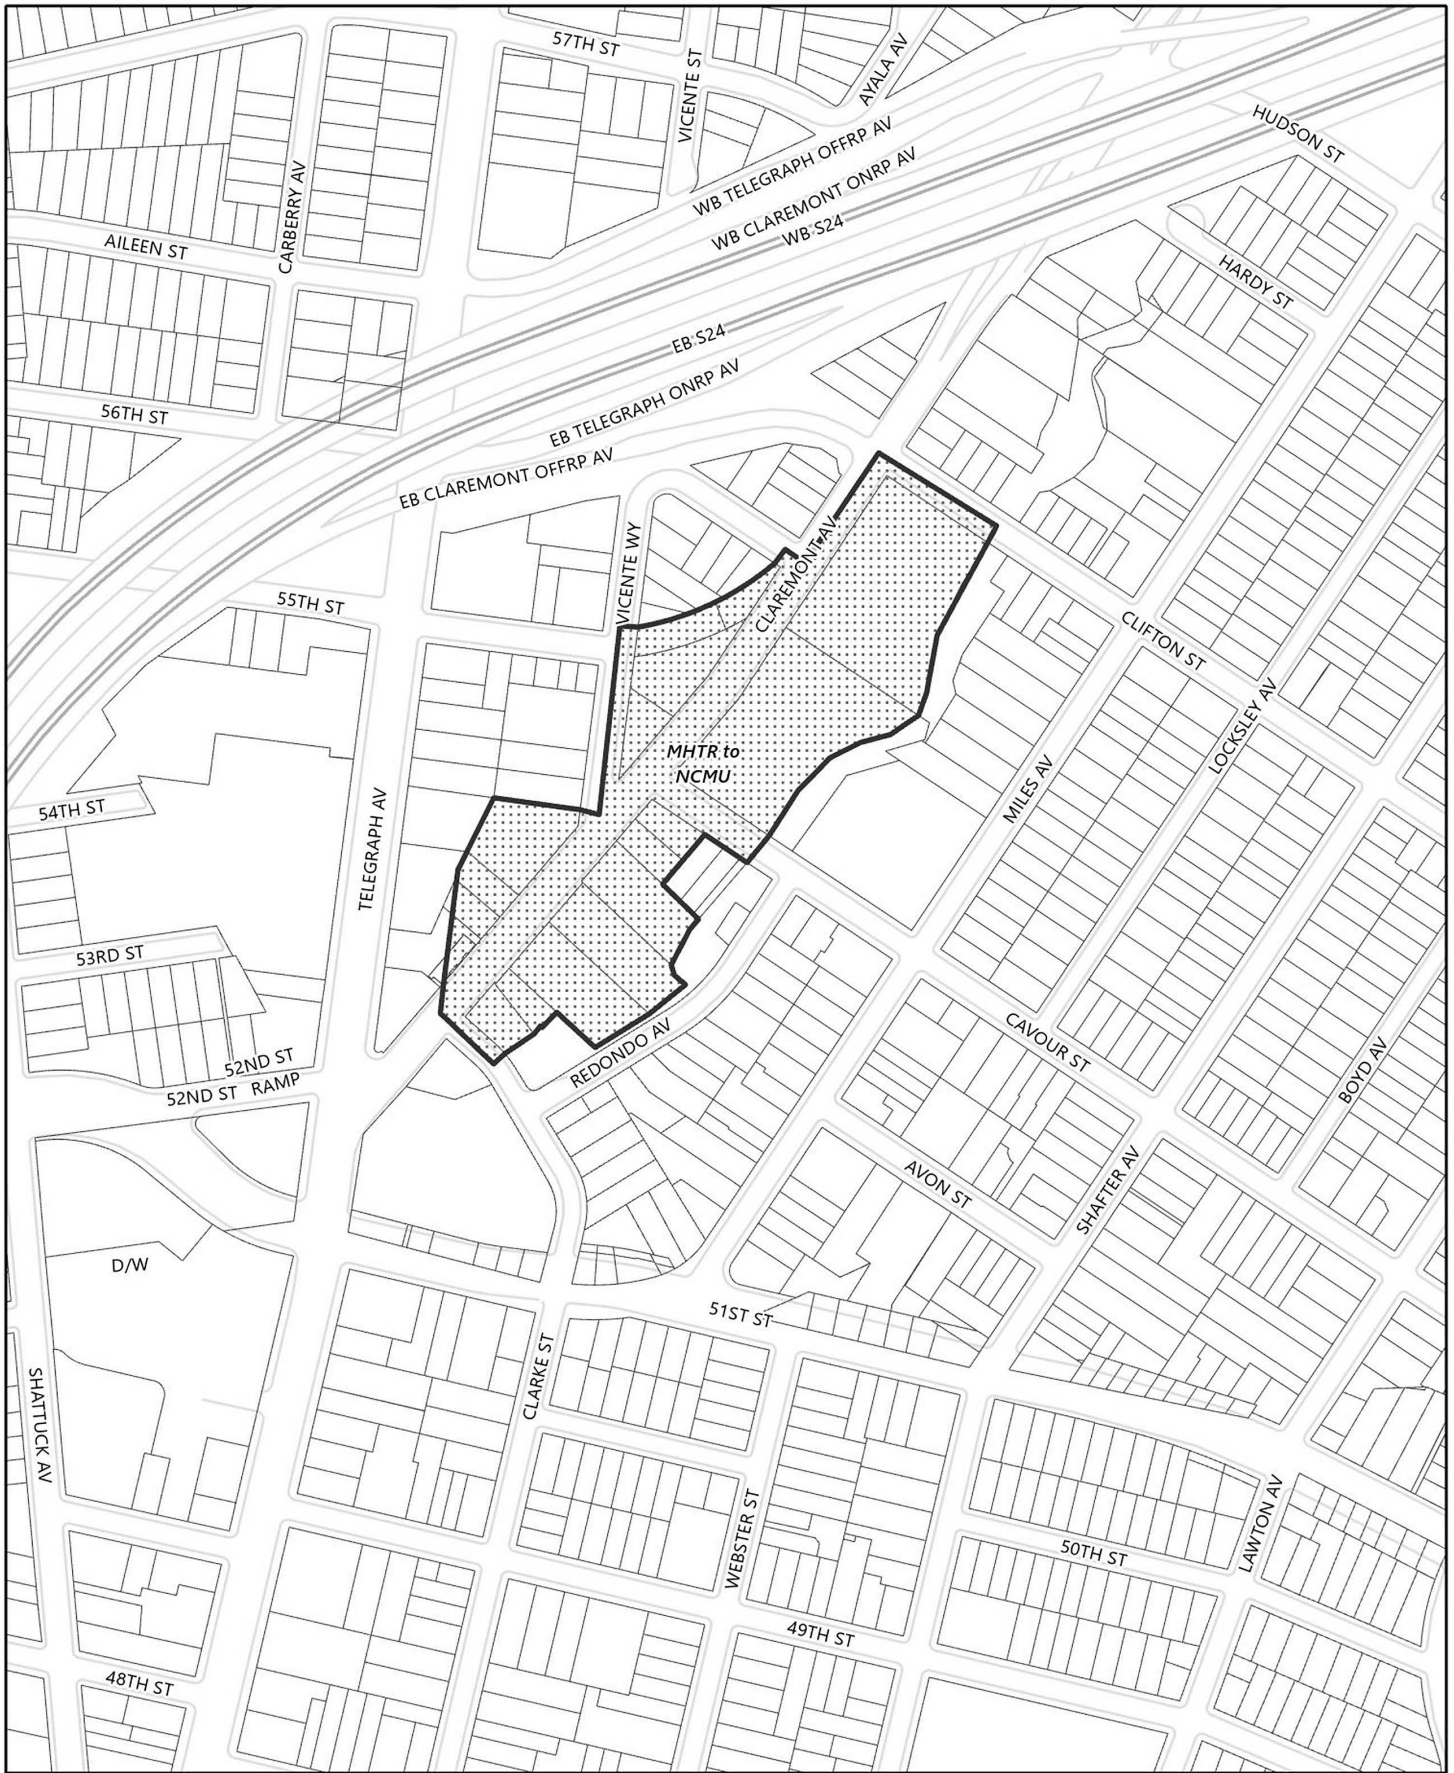 57TH ST
VICENTE ST
AYALA AV
HUDSON ST
WB TELEGRAPH OFFRP AV
WB CLAREMONT ONRP AV
WB S24
CARBERRY AV
AILEEN ST
HARDY ST
EB S24
EB TELEGRAPH ONRP AV
56TH ST
EB CLAREMONT OFFRP AV
VICENTE WY
CLAREMONT AV
55TH ST
CLIFTON ST
LOCKSLEY AV
MHTR to
NCMU
MILES AV
54TH ST
TELEGRAPH AV
53RD ST
REDONDO AV
CAVOUR ST
52ND ST
52ND ST RAMP
BOYD AV
AVON ST
SHAFTER AV
D/W
51ST ST
SHATTUCK AV
CLARKE ST
WEBSTER ST
LAWTON AV
50TH ST
49TH ST
48TH ST